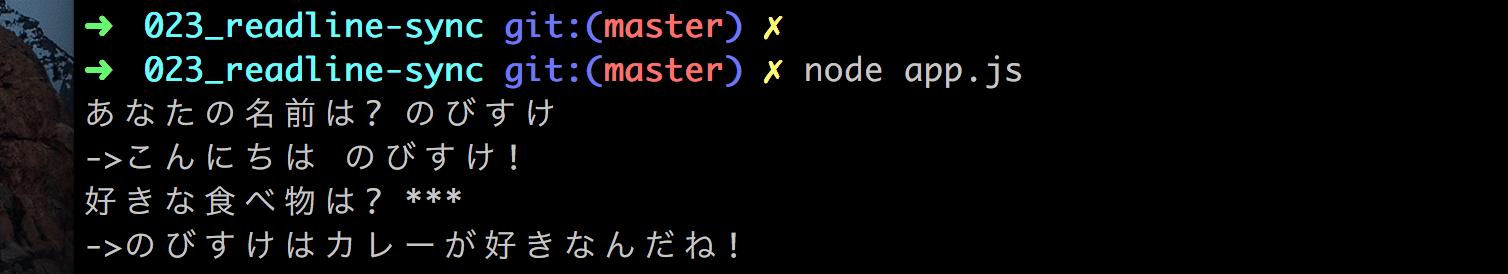 ➜ 023_readline-sync git:(master) ✗
➜ 023_readline-sync git:(master) ✗ node app.js
あなたの名前は? のびすけ
->こんにちは のびすけ!
好きな食べ物は? ***
->のびすけはカレーが好きなんだね!